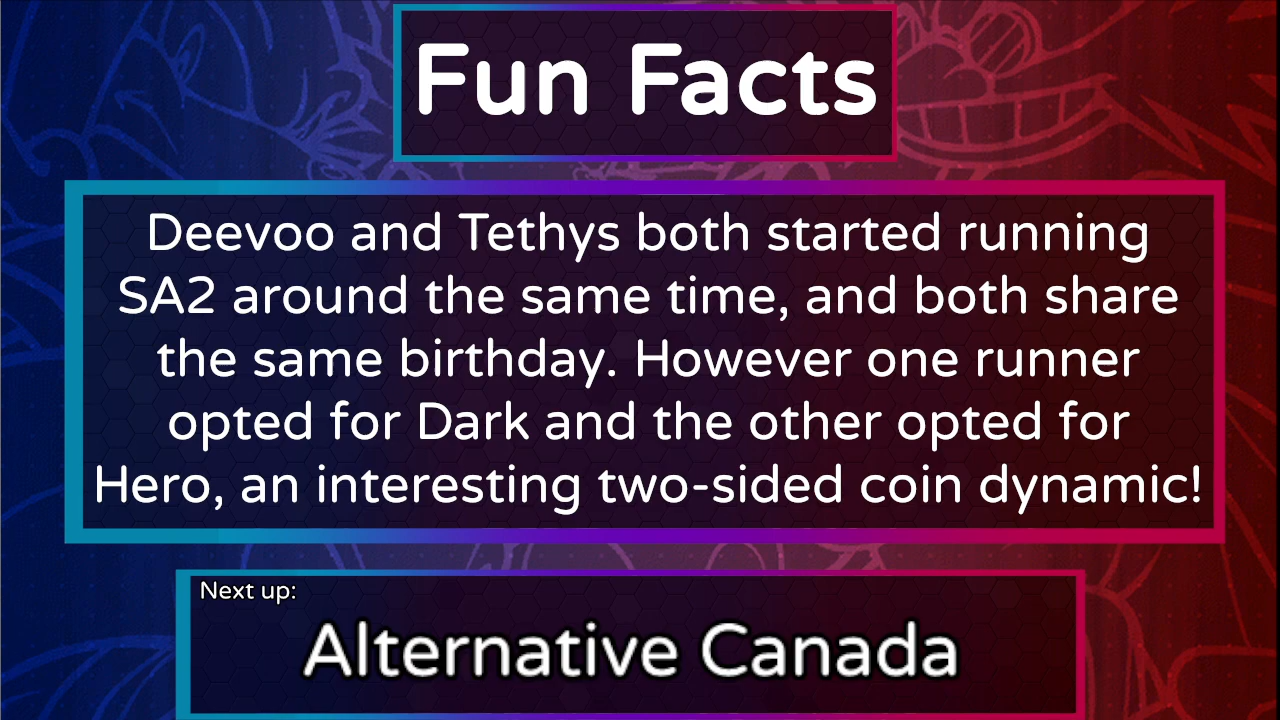 Fun Facts
Deevoo and Tethys both started running
SA2 around the same time, and both share
the same birthday. However one runner
opted for Dark and the other opted for
Hero, an interesting two-sided coin dynamic!
Next up:
Alternative Canada